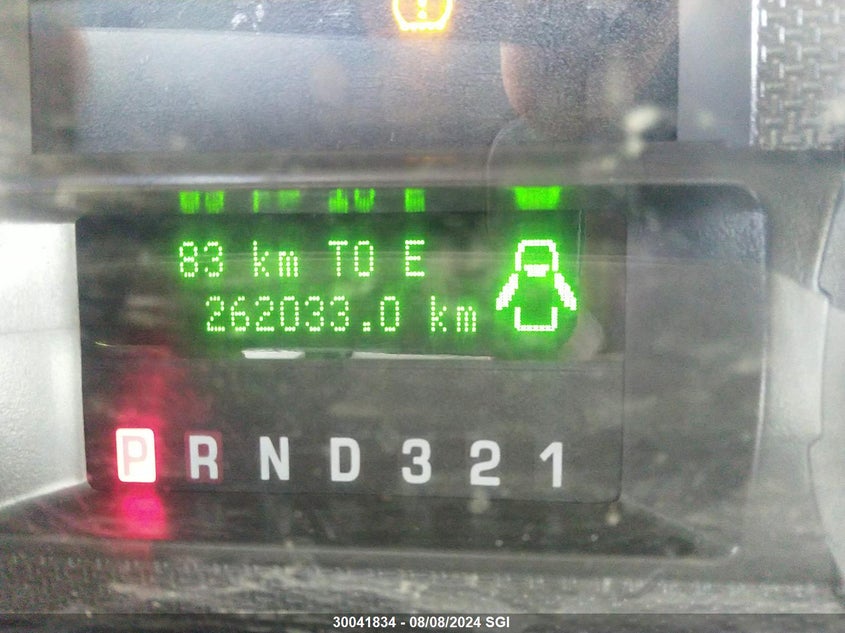 83 km TO E
262033.0 km
P R N D 3 2 1
30041834 - 08/08/2024 SGI